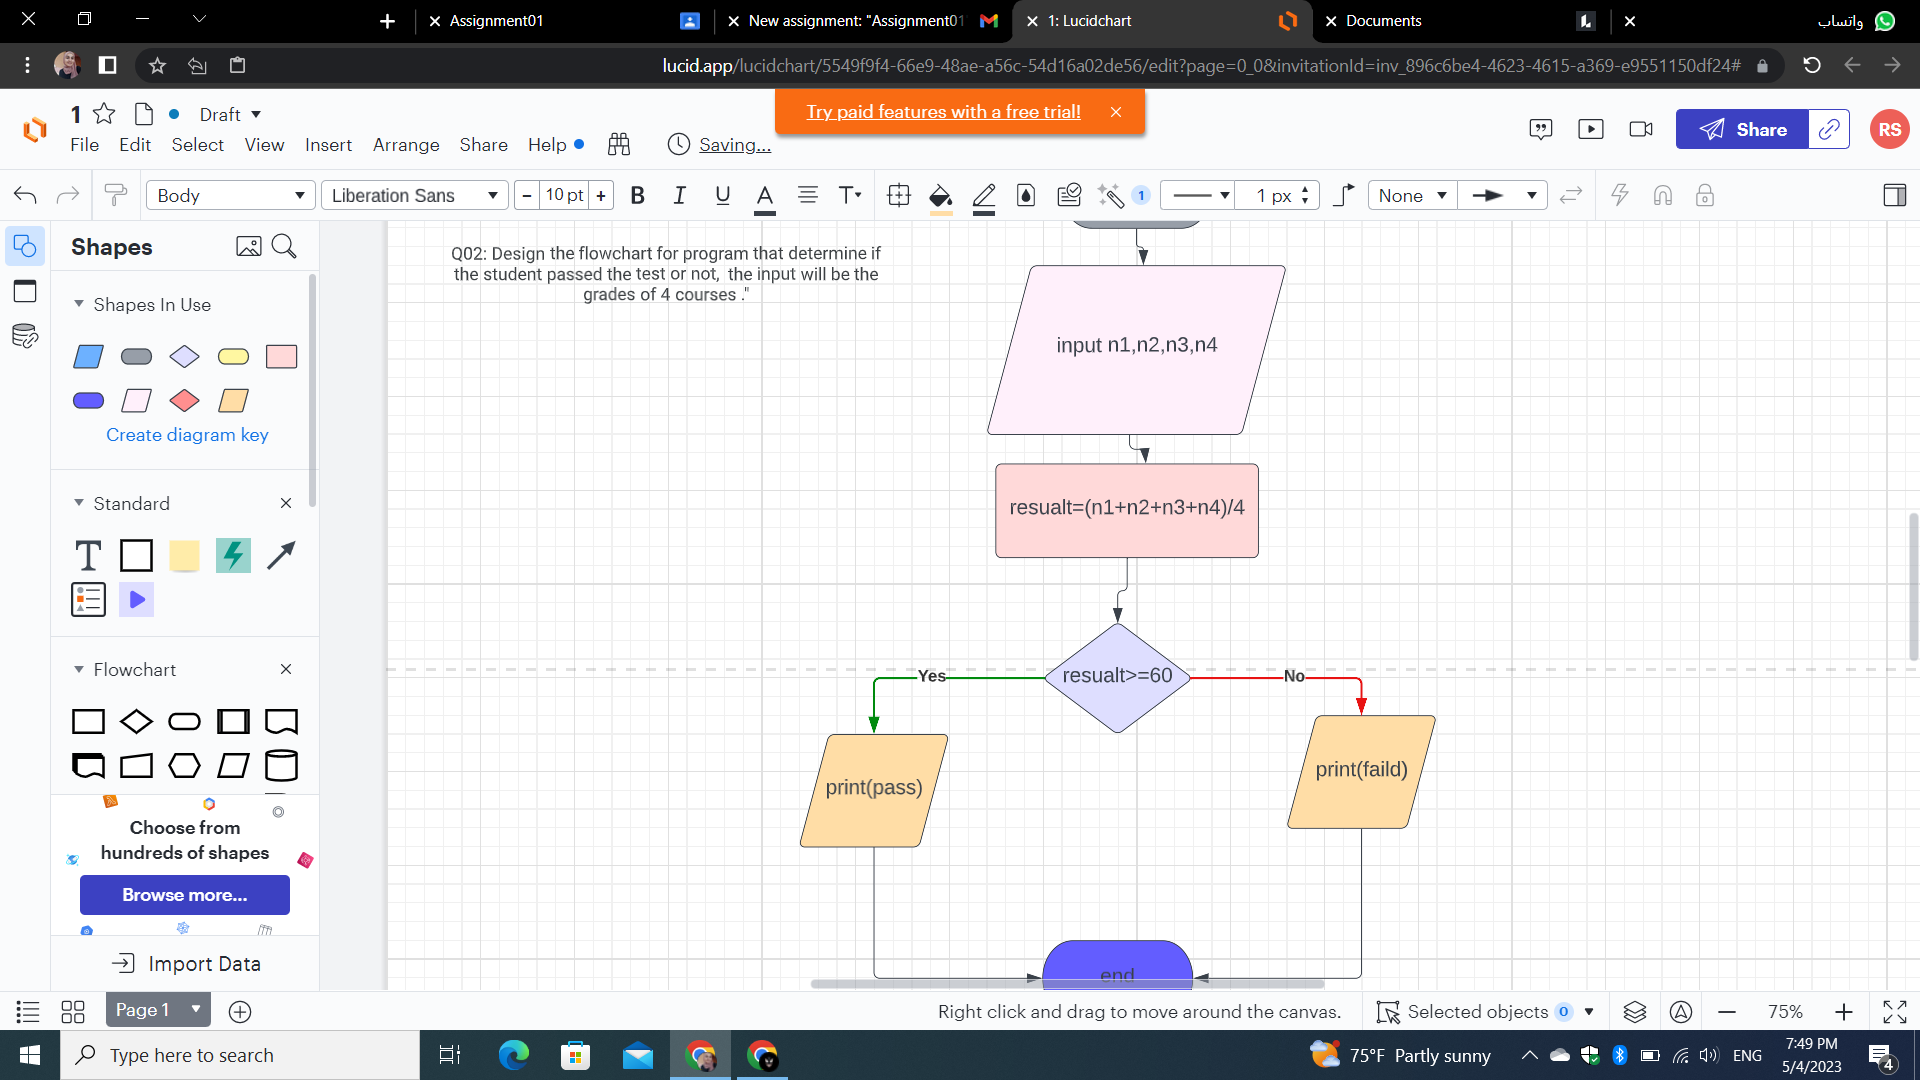 Assignment01
New assignment: "Assignment01
1: Lucidchart
Documents
واتساب
lucid.app/lucidchart/5549f9f4-66e9-48ae-a56c-54d16a02de56/edit?page=0_0&invitationId=inv_896c6be4-4623-4615-a369-e9551150df24#
Try paid features with a free trial!
1
Draft
File Edit Select View Insert Arrange Share Help
Saving...
Share
RS
Body
Liberation Sans
- 10 pt +
B I U A T
1
1 px
None
Shapes
Shapes In Use
Create diagram key
Standard
T
Flowchart
Choose from
hundreds of shapes
Browse more...
Import Data
Q02: Design the flowchart for program that determine if
the student passed the test or not, the input will be the
grades of 4 courses ."
input n1,n2,n3,n4
resualt=(n1+n2+n3+n4)/4
resualt>=60
Yes
No
print(pass)
print(faild)
end
Page 1
Right click and drag to move around the canvas.
Selected objects 0
75%
Type here to search
75°F Partly sunny
ENG
7:49 PM
5/4/2023
4